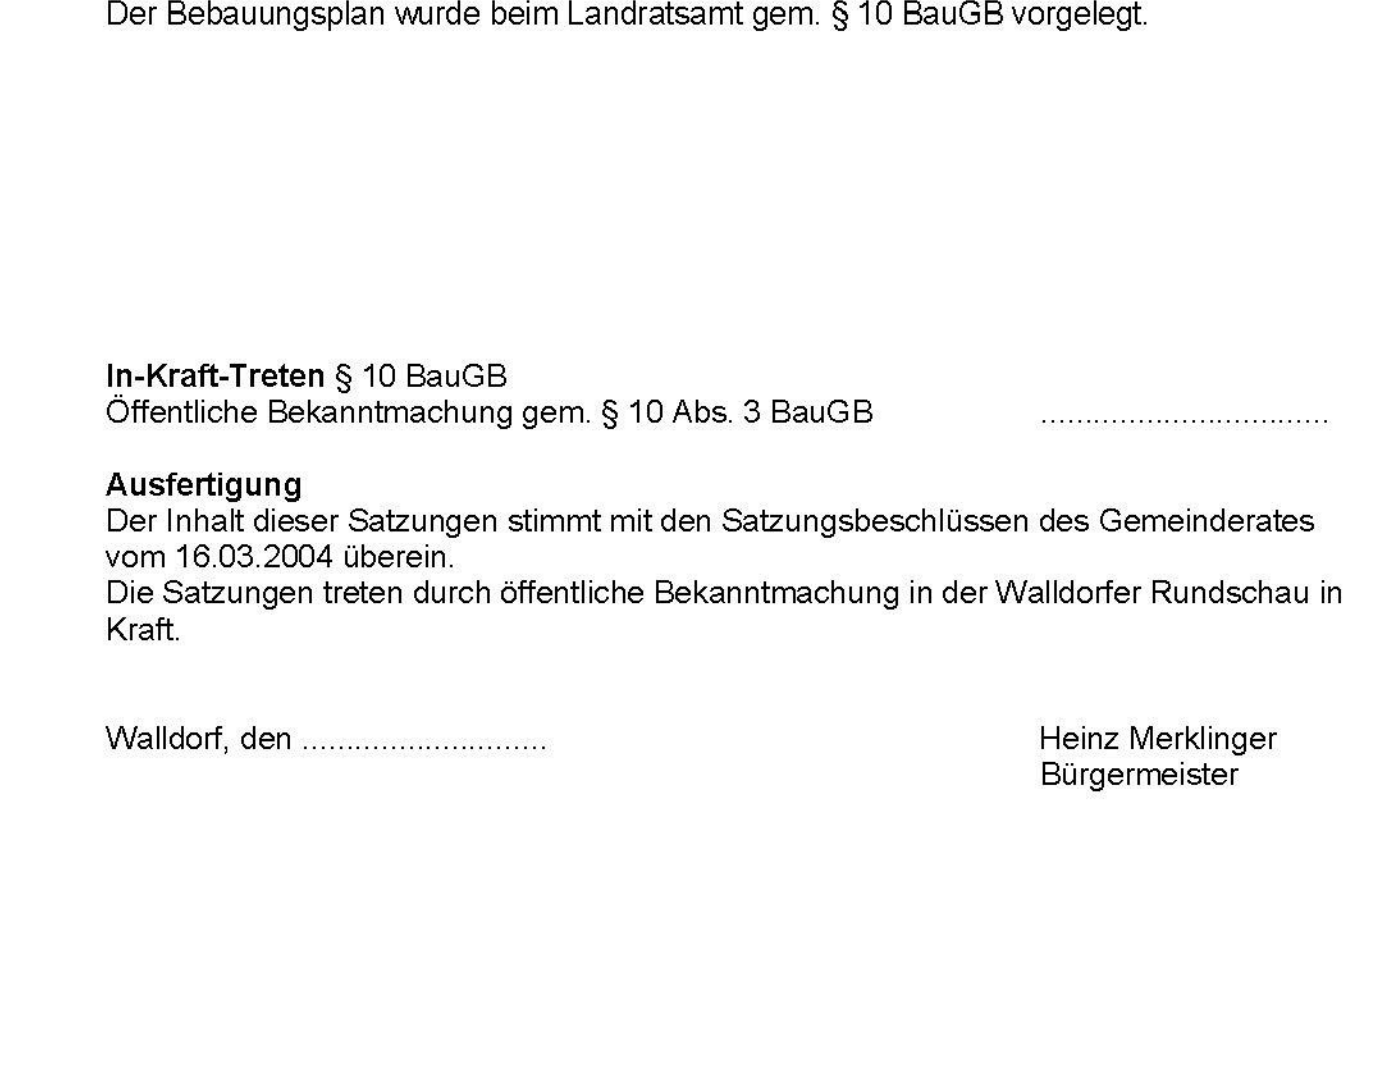 Der Bebauungsplan wurde beim Landratsamt gem. § 10 BauGB vorgelegt.
In-Kraft-Treten § 10 BauGB
Öffentliche Bekanntmachung gem. § 10 Abs. 3 BauGB ................................
Ausfertigung
Der Inhalt dieser Satzungen stimmt mit den Satzungsbeschlüssen des Gemeinderates
vom 16.03.2004 überein.
Die Satzungen treten durch öffentliche Bekanntmachung in der Walldorfer Rundschau in
Kraft.
Walldorf, den ........................... Heinz Merklinger
Bürgermeister